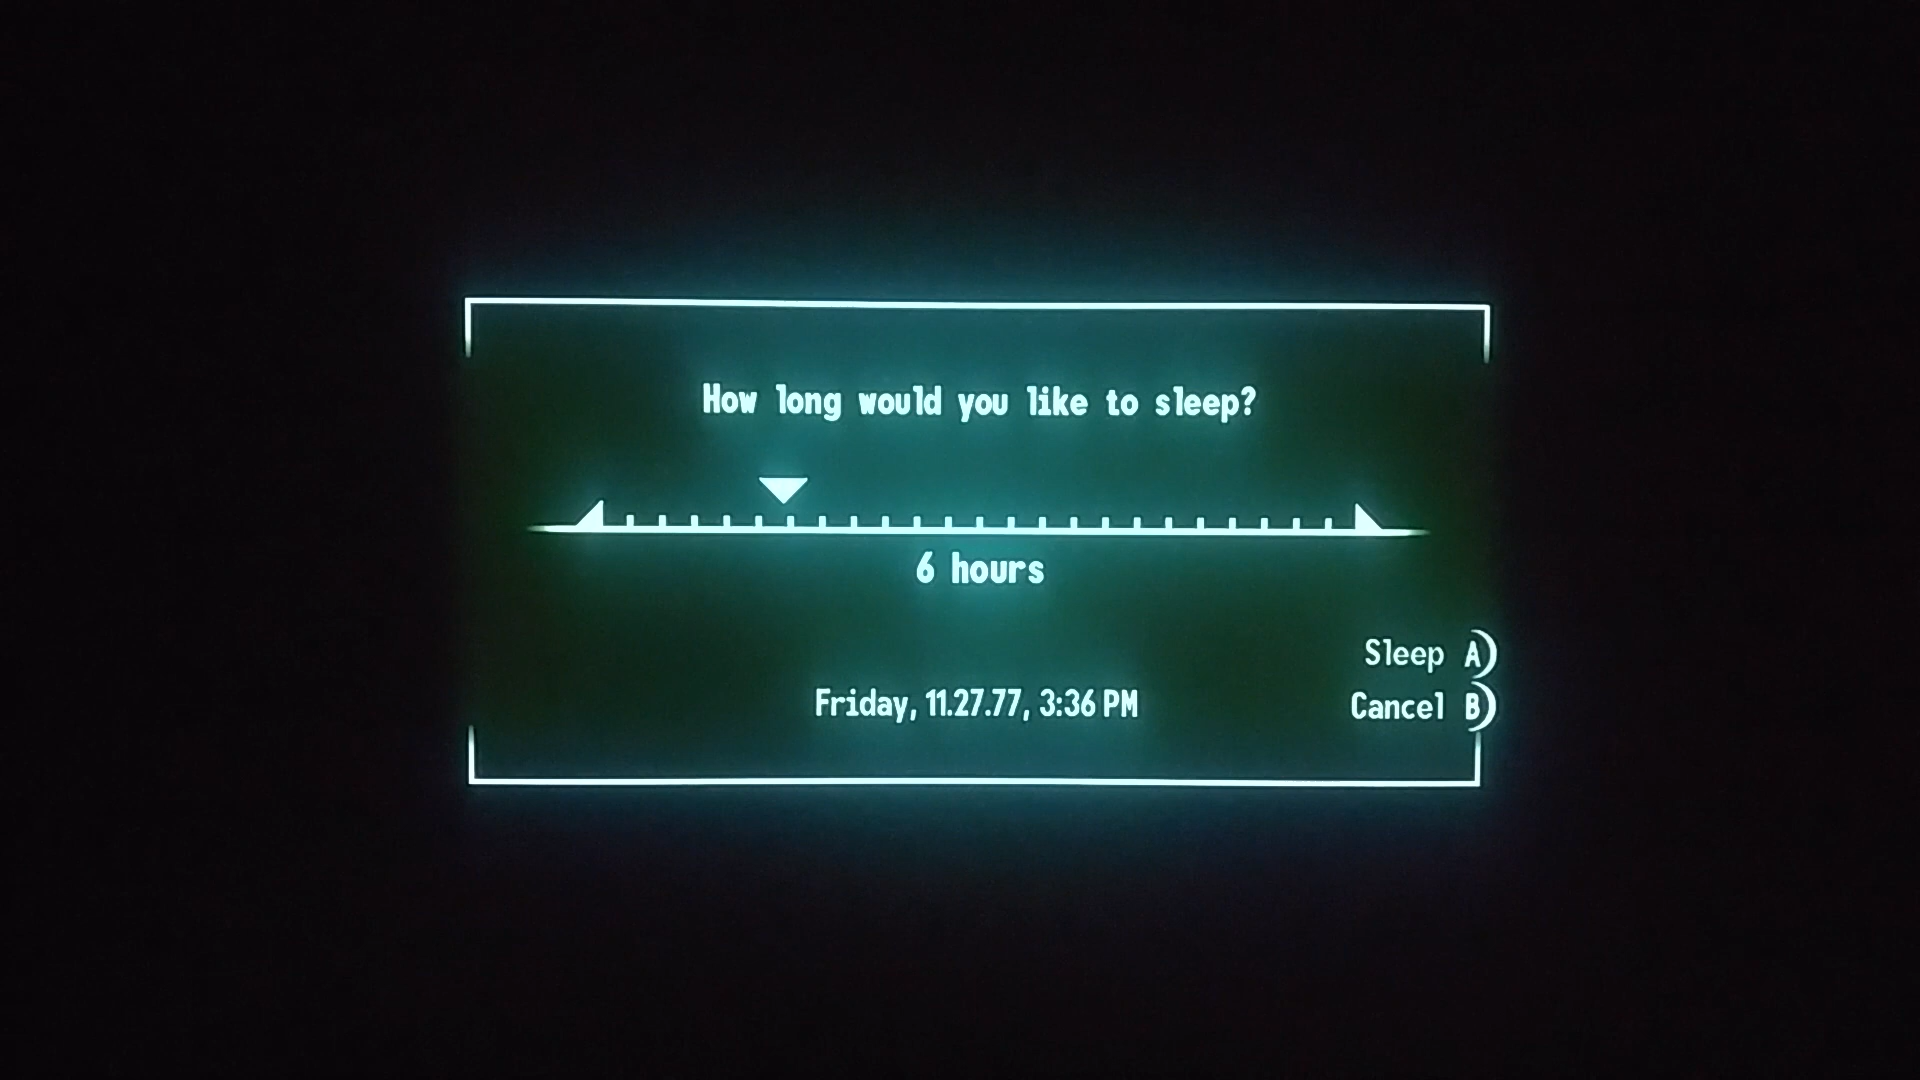 How long would you like to sleep?
6 hours
Sleep A)
Friday, 11.27.77, 3:36 PM
Cancel B)